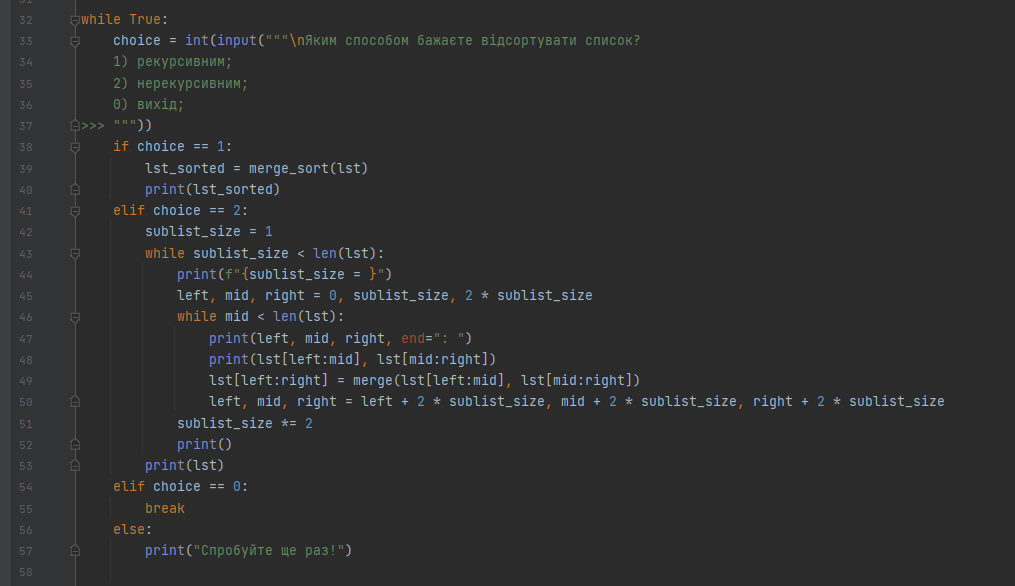 31
32 while True:
33     choice = int(input("""\nЯким способом бажаєте відсортувати список?
34     1) рекурсивним;
35     2) нерекурсивним;
36     0) вихід;
37 >>> """))
38     if choice == 1:
39         lst_sorted = merge_sort(lst)
40         print(lst_sorted)
41     elif choice == 2:
42         sublist_size = 1
43         while sublist_size < len(lst):
44             print(f"{sublist_size = }")
45             left, mid, right = 0, sublist_size, 2 * sublist_size
46             while mid < len(lst):
47                 print(left, mid, right, end=": ")
48                 print(lst[left:mid], lst[mid:right])
49                 lst[left:right] = merge(lst[left:mid], lst[mid:right])
50                 left, mid, right = left + 2 * sublist_size, mid + 2 * sublist_size, right + 2 * sublist_size
51             sublist_size *= 2
52             print()
53         print(lst)
54     elif choice == 0:
55         break
56     else:
57         print("Спробуйте ще раз!")
58